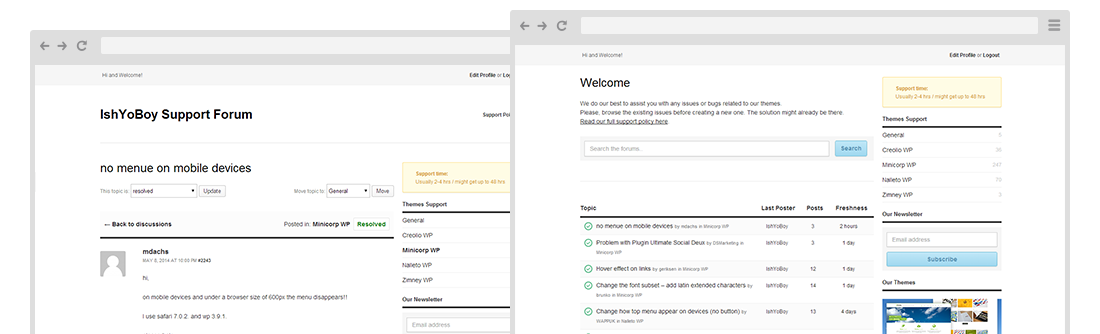 Hi and Welcome!
Edit Profile or Logo
IshYoBoy Support Forum
Support Poli
no menue on mobile devices
This topic is: resolved Update
Move topic to: General Move
← Back to discussions
Posted in: Minicorp WP Resolved
mdachs
MAY 8, 2014 AT 10:55 PM #2243
hi,
on mobile devices and under a browser size of 600px the menu disappears!!
I use safari 7.0.2. and wp 3.9.1.
Support time:
Usually 2-4 hrs I might get up to 48 hrs
Themes Support
General
Creolio WP
Minicorp WP
Nalleto WP
Zimney WP
Our Newsletter
Email address
Hi and Welcome!
Edit Profile or Logout
Welcome
We do our best to assist you with any issues or bugs related to our themes.
Please, browse the existing issues before creating a new one. The solution might already be there.
Read our full support policy here
Search the forums.. Search
Topic Last Poster Posts Freshness
no menue on mobile devices by mdachs in Minicorp WP IshYoBoy 3 2 hours
Problem with Plugin Ultimate Social Deux by DSMarketing in
Minicorp WP IshYoBoy 3 1 day
Hover effect on links by geriksen in Minicorp WP IshYoBoy 12 1 day
Change the font subset – add latin extended characters by
brunko in Minicorp WP IshYoBoy 14 1 day
Change how top menu appear on devices (no button) by
WAPPUK in Nalleto WP IshYoBoy 13 4 days
Support time:
Usually 2-4 hrs I might get up to 48 hrs
Themes Support
General 5
Creolio WP 36
Minicorp WP 247
Nalleto WP 70
Zimney WP 3
Our Newsletter
Email address
Subscribe
Our Themes